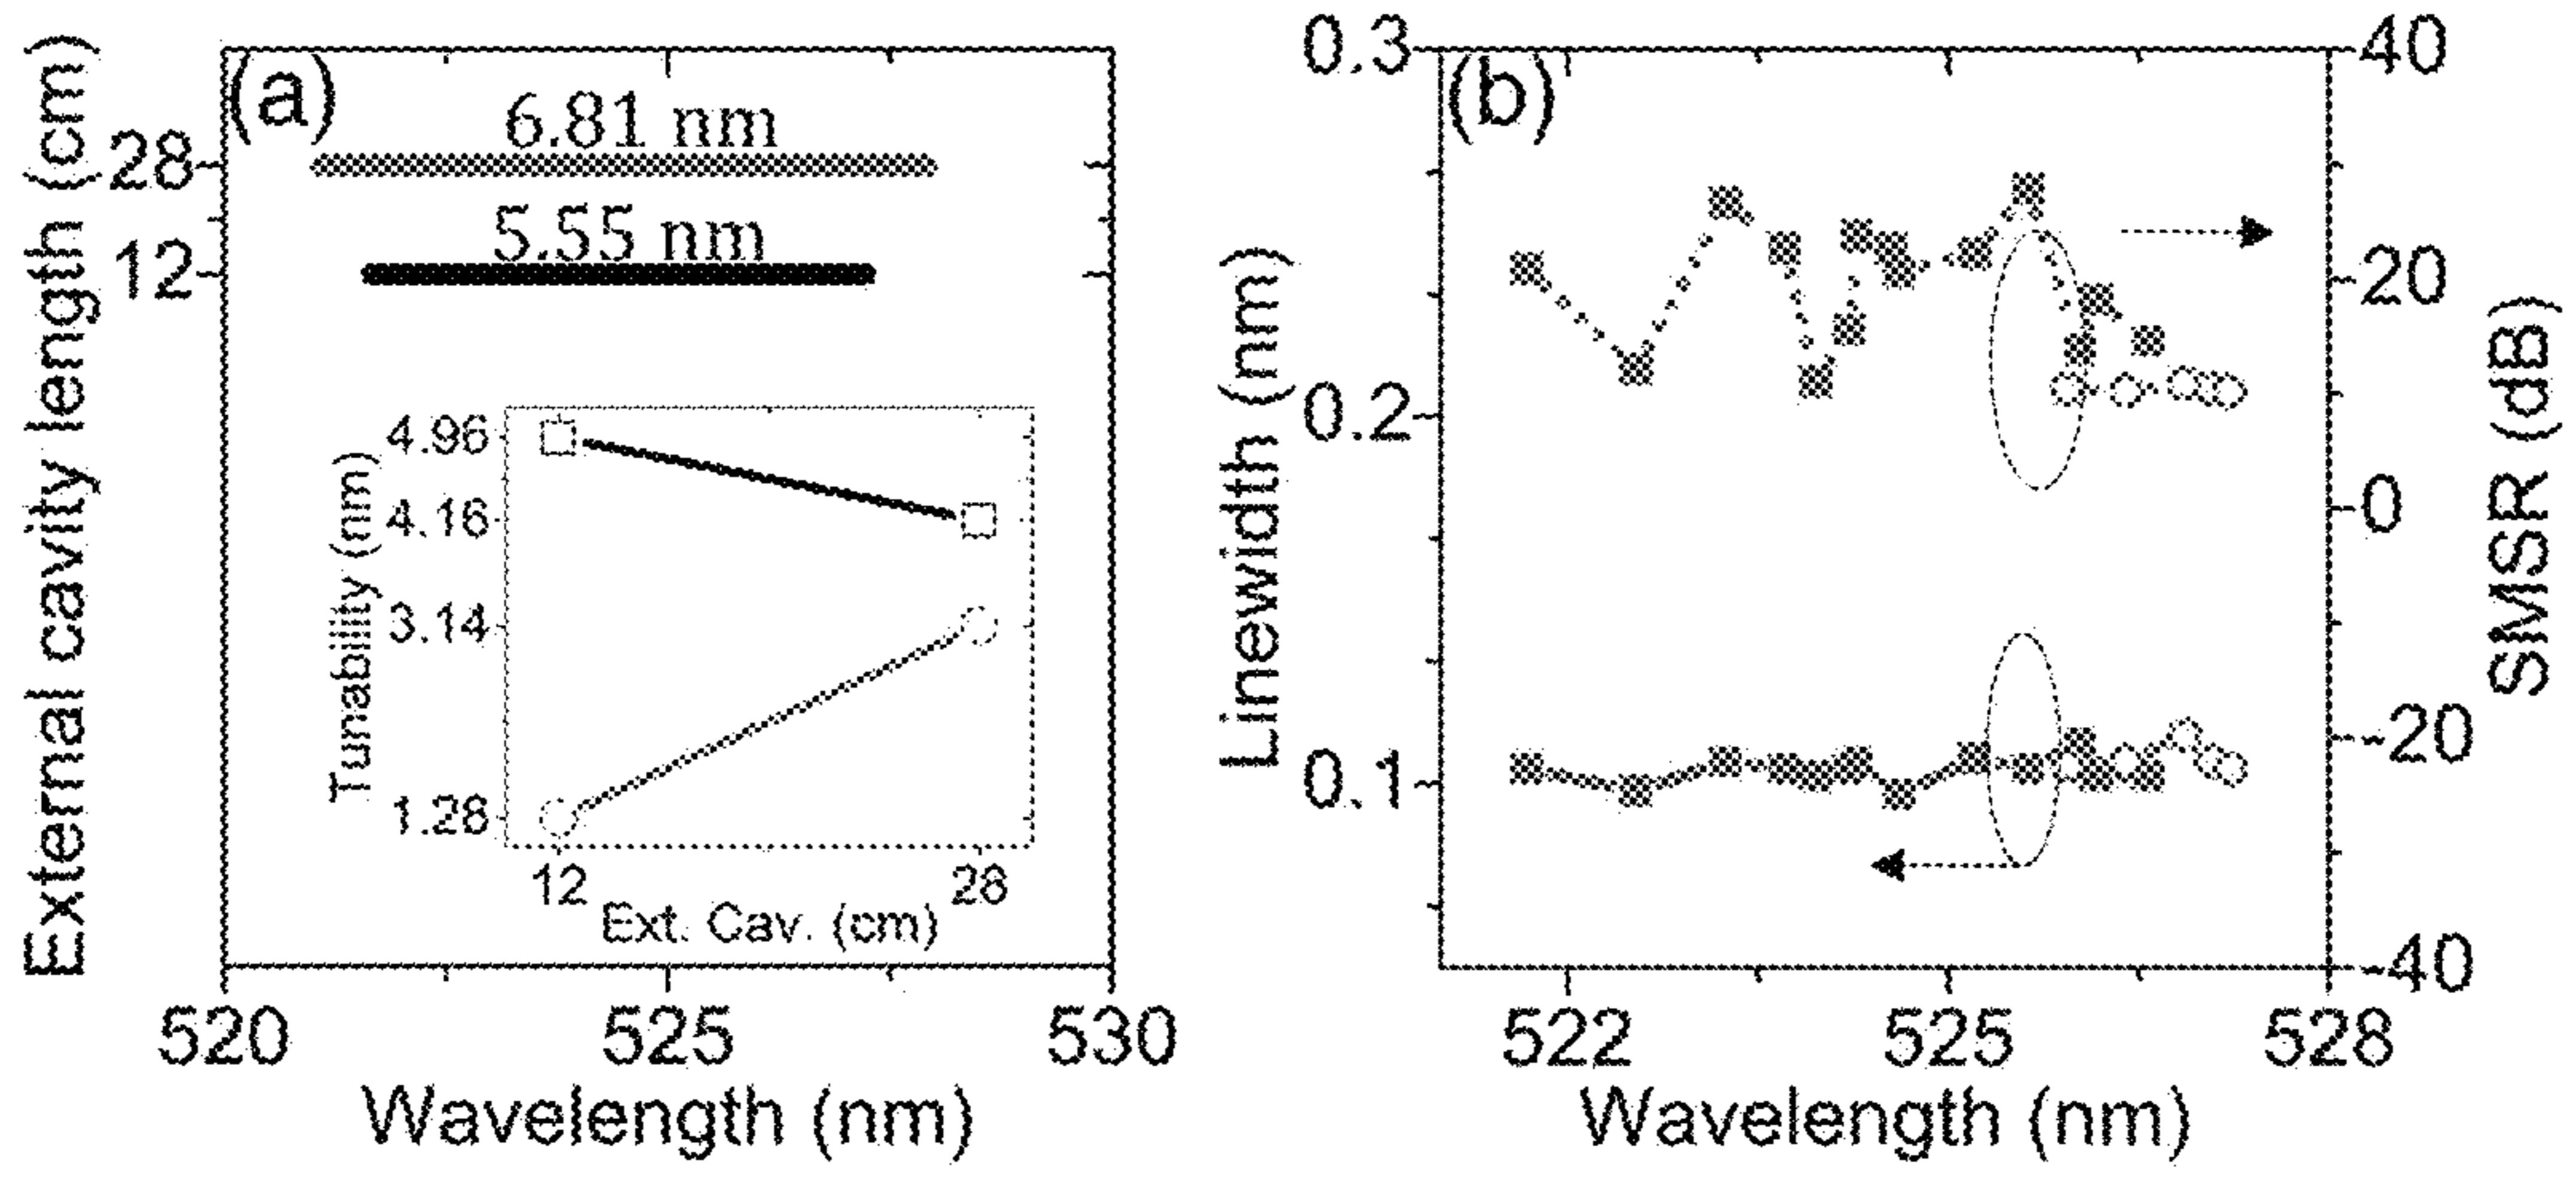 (a)
6.81 nm
5.55 nm
External cavity length (cm)
28
12
4.96
4.16
3.14
1.28
Tunability (nm)
12
28
Ext. Cav. (cm)
520
525
530
Wavelength (nm)
(b)
0.3
0.2
0.1
Linewidth (nm)
40
20
0
-20
-40
SMSR (dB)
522
525
528
Wavelength (nm)